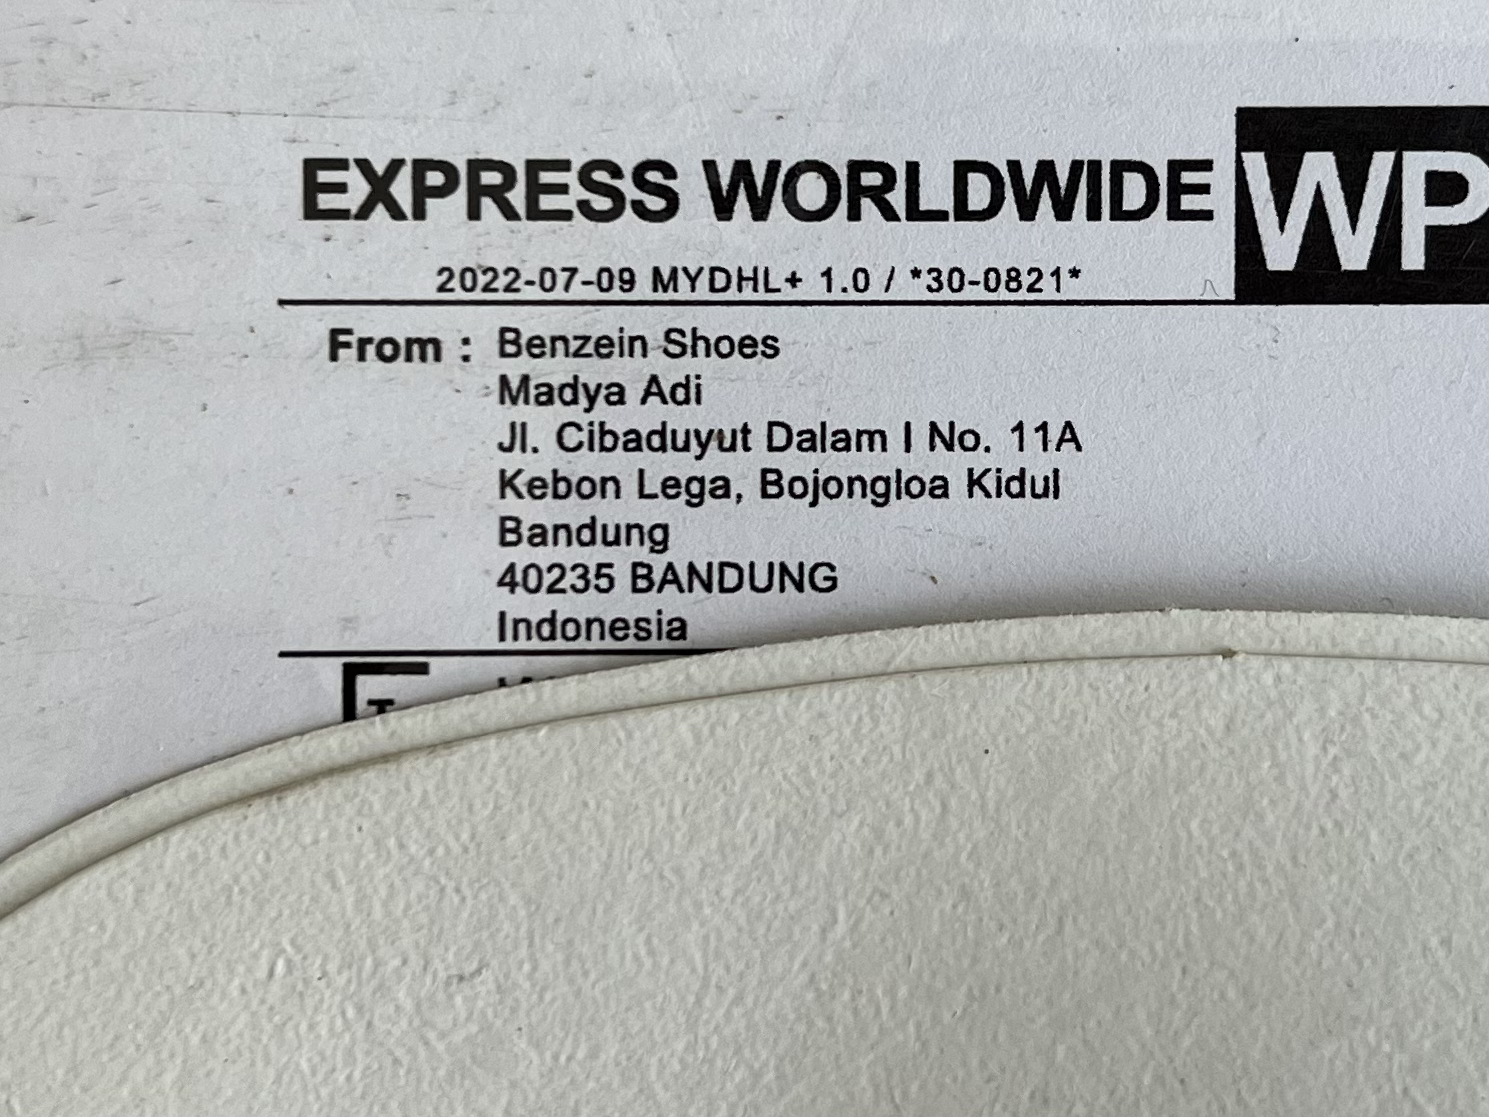 EXPRESS WORLDWIDE WP
2022-07-09 MYDHL+ 1.0 / *30-0821*
From : Benzein Shoes
Madya Adi
Jl. Cibaduyut Dalam I No. 11A
Kebon Lega, Bojongloa Kidul
Bandung
40235 BANDUNG
Indonesia